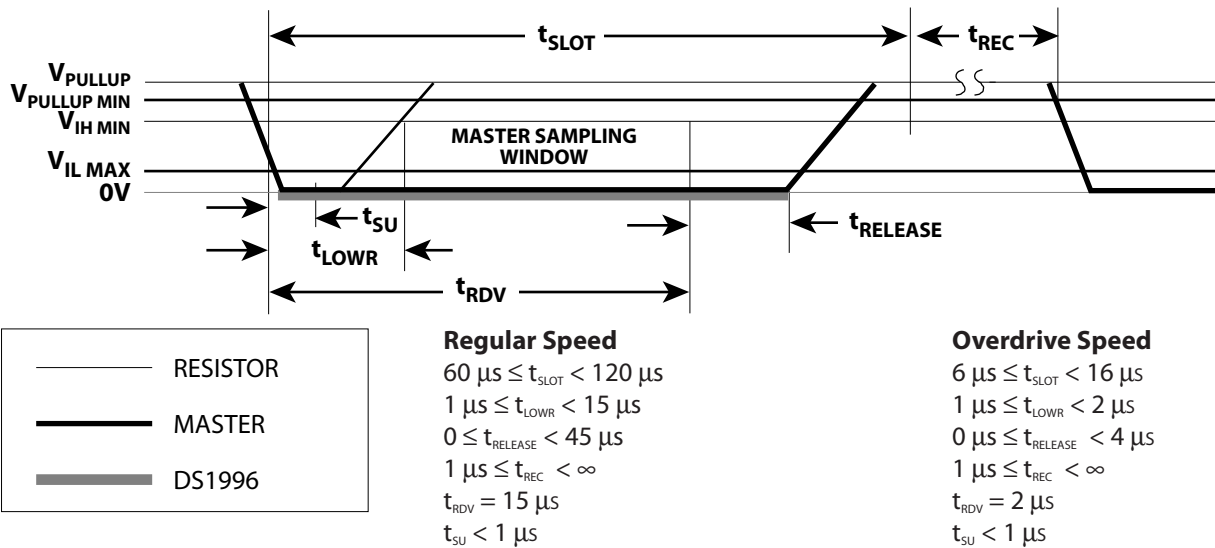 tSLOT
tREC
VPULLUP
VPULLUP MIN
VIH MIN
MASTER SAMPLING
WINDOW
VIL MAX
0V
tSU
tRELEASE
tLOWR
tRDV
RESISTOR
MASTER
DS1996
Regular Speed
60 µs ≤ tSLOT < 120 µs
1 µs ≤ tLOWR < 15 µs
0 ≤ tRELEASE < 45 µs
1 µs ≤ tREC < ∞
tRDV = 15 µs
tSU < 1 µs
Overdrive Speed
6 µs ≤ tSLOT < 16 µs
1 µs ≤ tLOWR < 2 µs
0 µs ≤ tRELEASE < 4 µs
1 µs ≤ tREC < ∞
tRDV = 2 µs
tSU < 1 µs